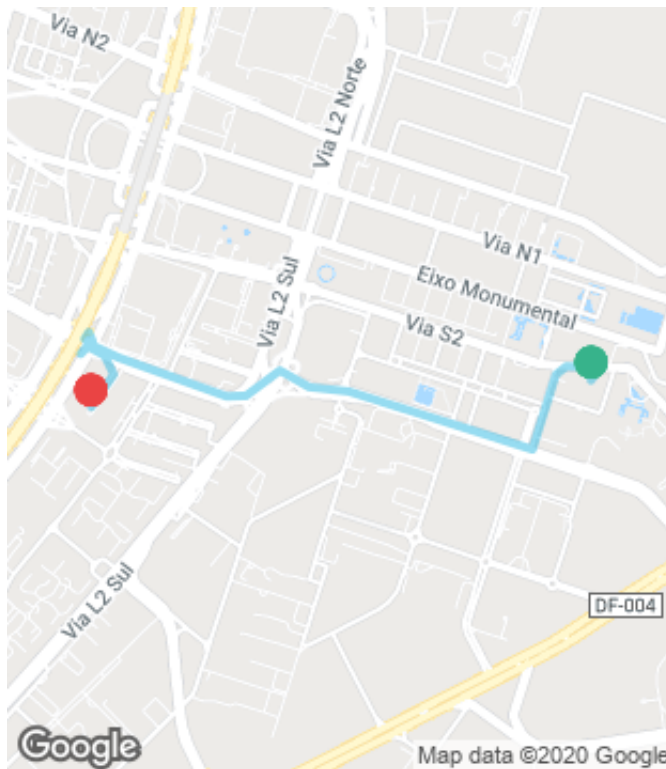 Via N2
Via L2 Norte
Via N1
Eixo Monumental
Via L2 Sul
Via S2
Via L2 Sul
DF-004
Google
Map data ©2020 Google